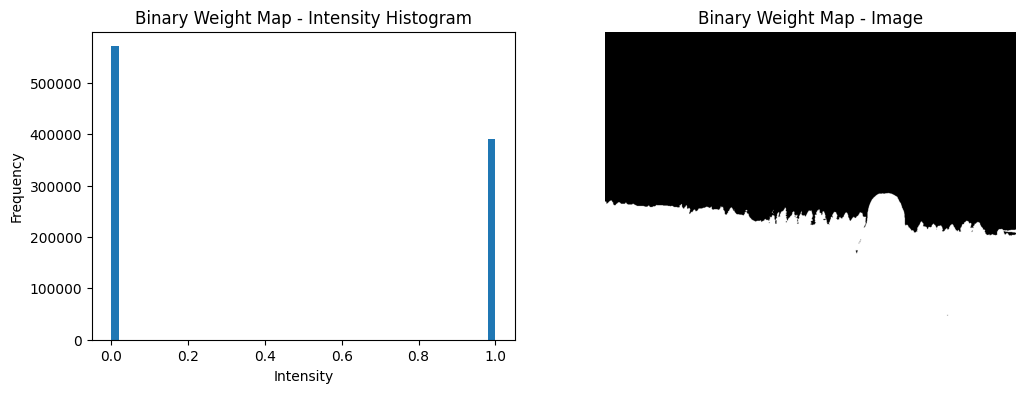 Binary Weight Map - Intensity Histogram
Binary Weight Map - Image
500000
400000
300000
200000
100000
0
Frequency
0.0 0.2 0.4 0.6 0.8 1.0
Intensity